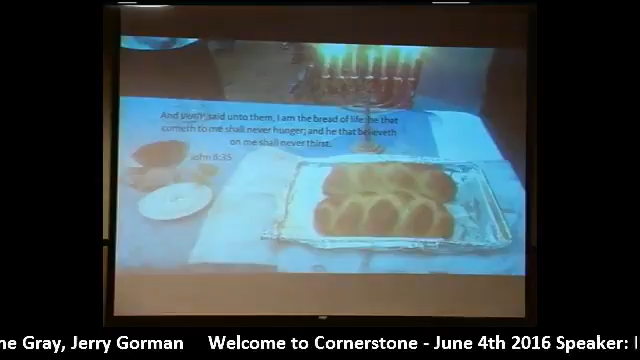 And Jesus said unto them, I am the bread of life: he that
cometh to me shall never hunger; and he that believeth
on me shall never thirst.
John 6:35
ne Gray, Jerry Gorman Welcome to Cornerstone - June 4th 2016 Speaker: